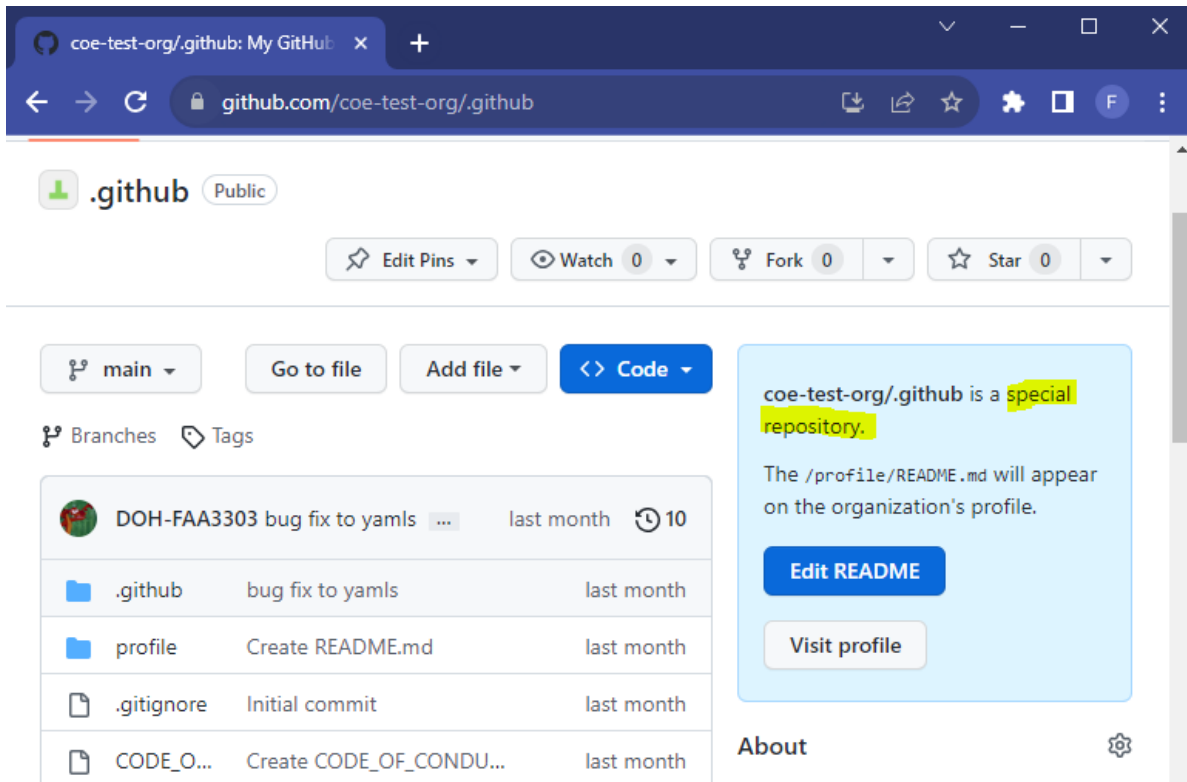 coe-test-org/.github: My GitHub
github.com/coe-test-org/.github
F
.github Public
Edit Pins Watch 0 Fork 0 Star 0
main Go to file Add file Code
Branches Tags
DOH-FAA3303 bug fix to yamls ... last month 10
.github bug fix to yamls last month
profile Create README.md last month
.gitignore Initial commit last month
CODE_O... Create CODE_OF_CONDU... last month
coe-test-org/.github is a special
repository.
The /profile/README.md will appear
on the organization's profile.
Edit README
Visit profile
About